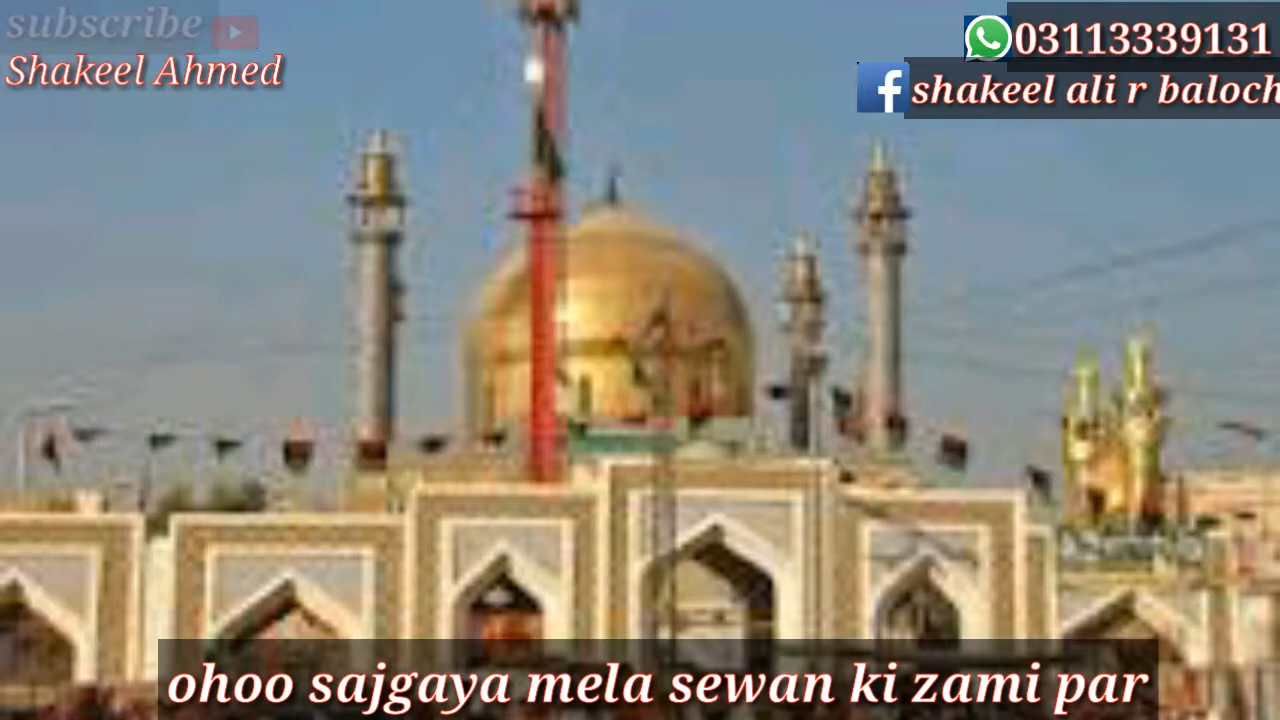 subscribe
Shakeel Ahmed
03113339131
shakeel ali r baloch
ohoo sajgaya mela sewan ki zami par